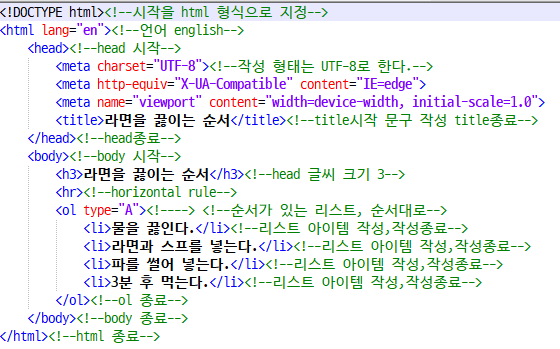 <!DOCTYPE html><!--시작을 html 형식으로 지정-->
<html lang="en"><!--언어 english-->
<head><!--head 시작-->
<meta charset="UTF-8"><!--작성 형태는 UTF-8로 한다.-->
<meta http-equiv="X-UA-Compatible" content="IE=edge">
<meta name="viewport" content="width=device-width, initial-scale=1.0">
<title>라면을 끓이는 순서</title><!--title시작 문구 작성 title종료-->
</head><!--head종료-->
<body><!--body 시작-->
<h3>라면을 끓이는 순서</h3><!--head 글씨 크기 3-->
<hr><!--horizontal rule-->
<ol type="A"><!----> <!--순서가 있는 리스트, 순서대로-->
<li>물을 끓인다.</li><!--리스트 아이템 작성,작성종료-->
<li>라면과 스프를 넣는다.</li><!--리스트 아이템 작성,작성종료-->
<li>파를 썰어 넣는다.</li><!--리스트 아이템 작성,작성종료-->
<li>3분 후 먹는다.</li><!--리스트 아이템 작성,작성종료-->
</ol><!--ol 종료-->
</body><!--body 종료-->
</html><!--html 종료-->